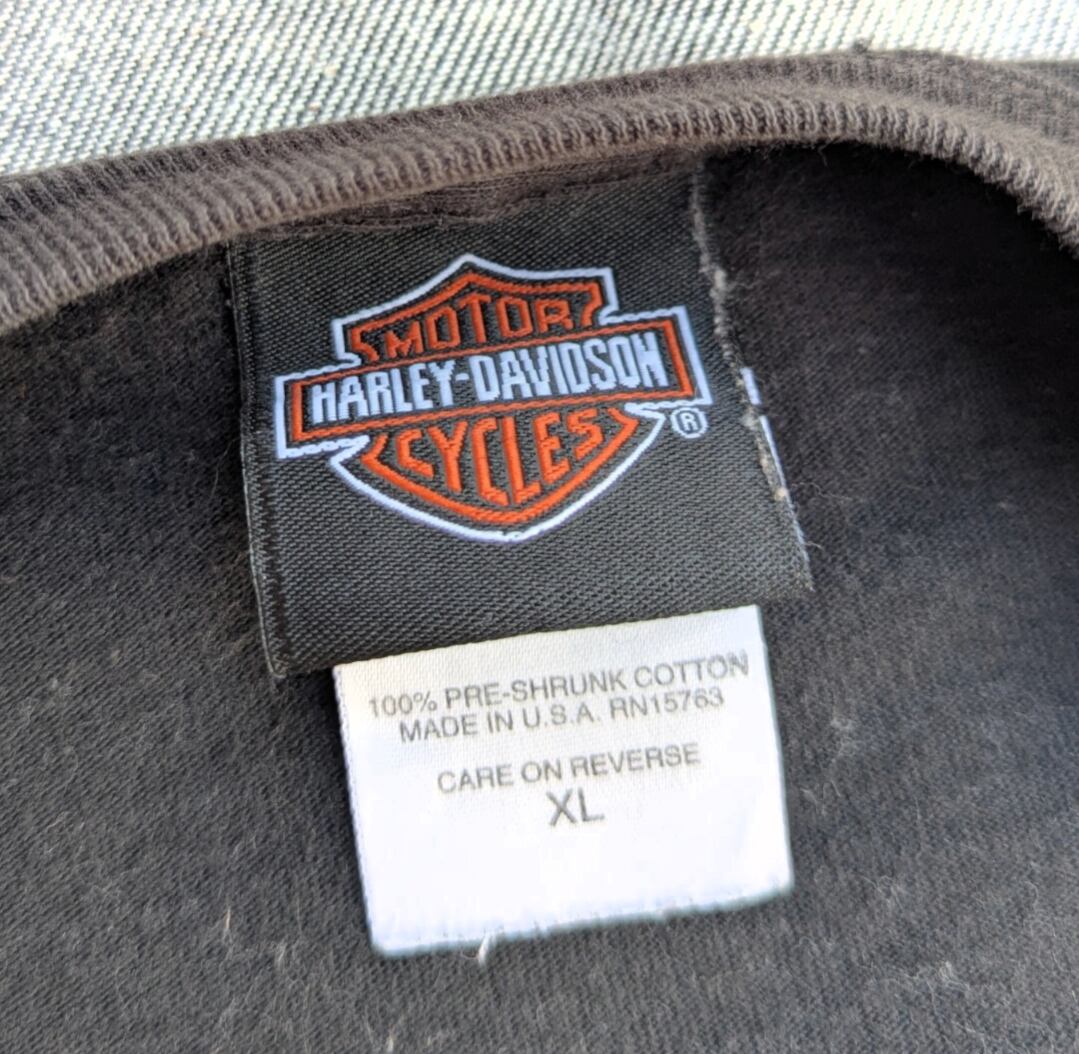 MOTOR
HARLEY-DAVIDSON
CYCLES ®
100% PRE-SHRUNK COTTON
MADE IN U.S.A. RN15763
CARE ON REVERSE
XL